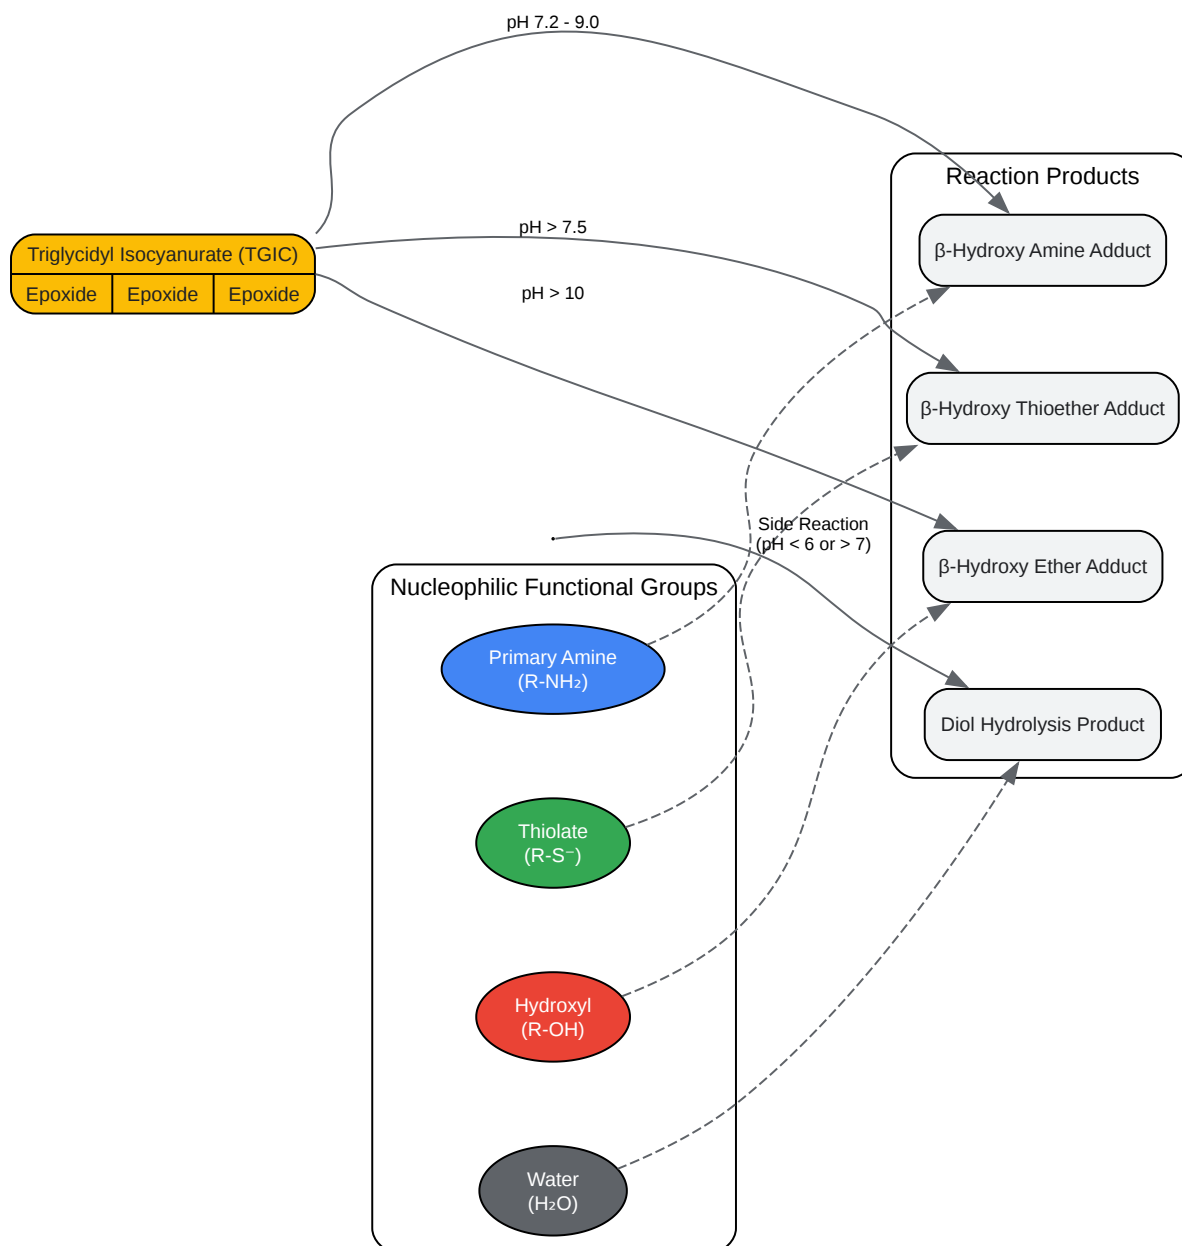 pH 7.2 - 9.0
Reaction Products
pH > 7.5
Triglycidyl Isocyanurate (TGIC)
β-Hydroxy Amine Adduct
Epoxide Epoxide Epoxide
pH > 10
β-Hydroxy Thioether Adduct
Side Reaction
(pH < 6 or > 7)
β-Hydroxy Ether Adduct
Nucleophilic Functional Groups
Primary Amine
(R-NH₂)
Diol Hydrolysis Product
Thiolate
(R-S⁻)
Hydroxyl
(R-OH)
Water
(H₂O)